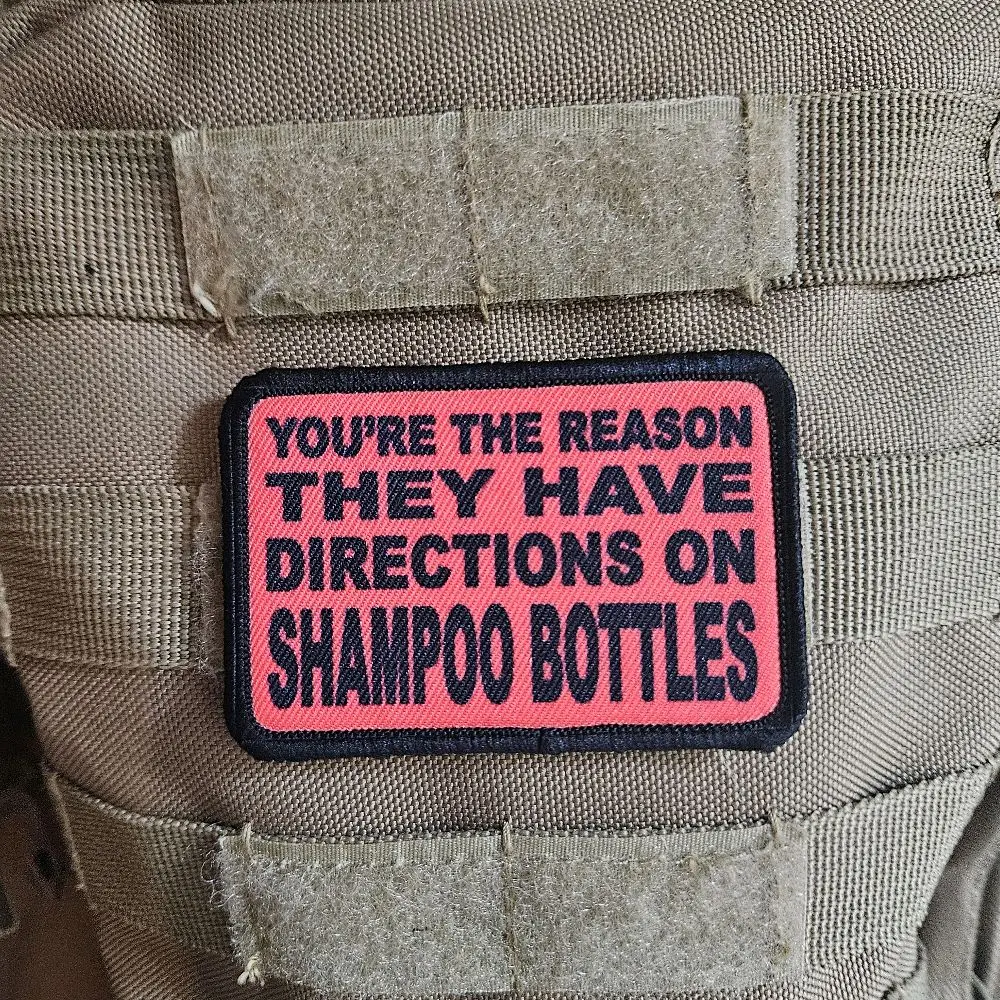 YOU'RE THE REASON
THEY HAVE
DIRECTIONS ON
SHAMPOO BOTTLES